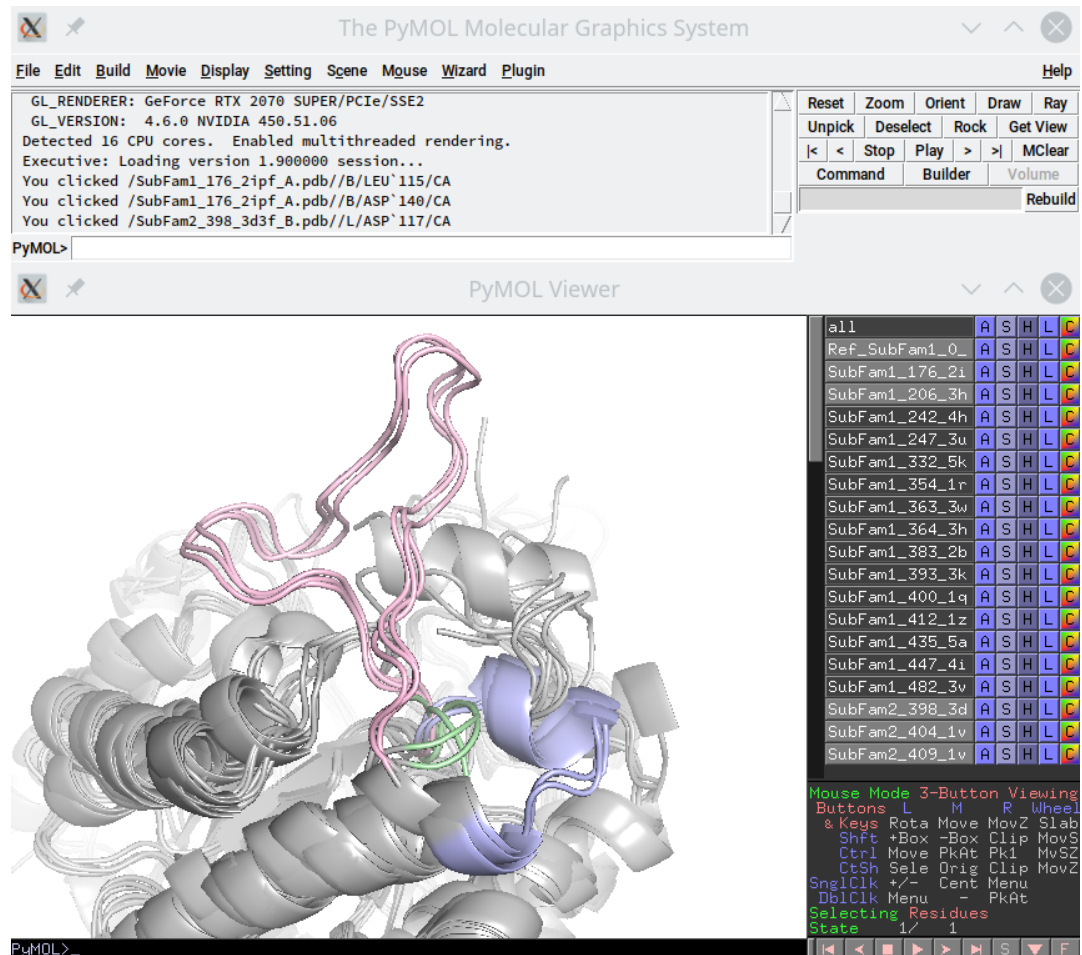 The PyMOL Molecular Graphics System
File Edit Build Movie Display Setting Scene Mouse Wizard Plugin Help
GL_RENDERER: GeForce RTX 2070 SUPER/PCIe/SSE2
GL_VERSION: 4.6.0 NVIDIA 450.51.06
Detected 16 CPU cores. Enabled multithreaded rendering.
Executive: Loading version 1.900000 session...
You clicked /SubFam1_176_2ipf_A.pdb//B/LEU`115/CA
You clicked /SubFam1_176_2ipf_A.pdb//B/ASP`140/CA
You clicked /SubFam2_398_3d3f_B.pdb//L/ASP`117/CA
PyMOL>
Reset Zoom Orient Draw Ray
Unpick Deselect Rock Get View
|< < Stop Play > >| MClear
Command Builder Volume
Rebuild
PyMOL Viewer
all A S H L C
Ref_SubFam1_0_ A S H L C
SubFam1_176_2i A S H L C
SubFam1_206_3h A S H L C
SubFam1_242_4h A S H L C
SubFam1_247_3u A S H L C
SubFam1_332_5k A S H L C
SubFam1_354_1r A S H L C
SubFam1_363_3w A S H L C
SubFam1_364_3h A S H L C
SubFam1_383_2b A S H L C
SubFam1_393_3k A S H L C
SubFam1_400_1q A S H L C
SubFam1_412_1z A S H L C
SubFam1_435_5a A S H L C
SubFam1_447_4i A S H L C
SubFam1_482_3v A S H L C
SubFam2_398_3d A S H L C
SubFam2_404_1v A S H L C
SubFam2_409_1v A S H L C
Mouse Mode 3-Button Viewing
Buttons L M R Wheel
& Keys Rota Move MovZ Slab
Shft +Box -Box Clip MovS
Ctrl Move PkAt Pk1 MvSZ
CtSh Sele Orig Clip MovZ
SnglClk +/- Cent Menu
DblClk Menu - PkAt
Selecting Residues
State 1/ 1
S F
PyMOL>_